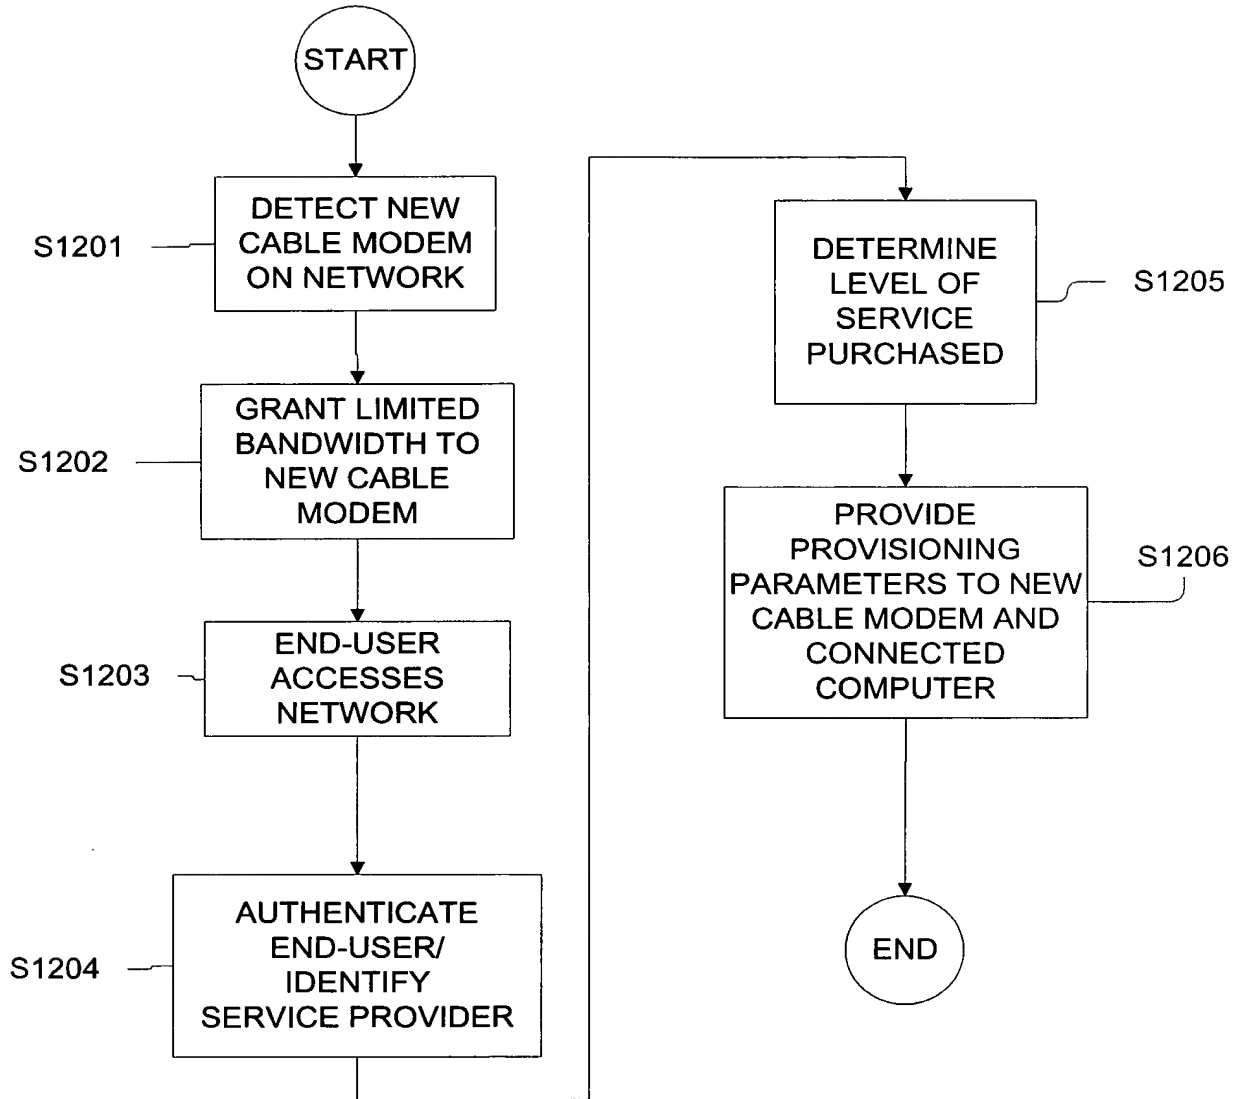 START
S1201
DETECT NEW
CABLE MODEM
ON NETWORK
S1202
GRANT LIMITED
BANDWIDTH TO
NEW CABLE
MODEM
S1203
END-USER
ACCESSES
NETWORK
S1204
AUTHENTICATE
END-USER/
IDENTIFY
SERVICE PROVIDER
DETERMINE
LEVEL OF
SERVICE
PURCHASED
S1205
PROVIDE
PROVISIONING
PARAMETERS TO NEW
CABLE MODEM AND
CONNECTED
COMPUTER
S1206
END